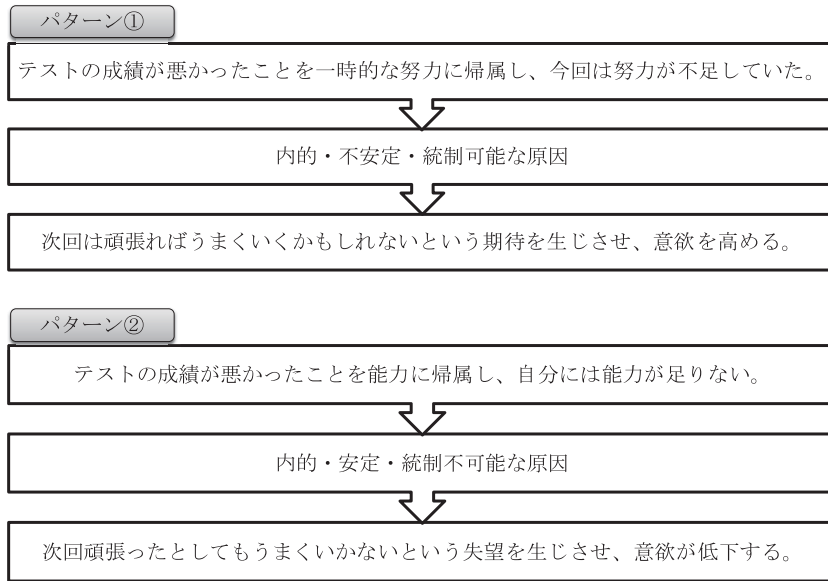 パターン①
テストの成績が悪かったことを一時的な努力に帰属し、今回は努力が不足していた。
内的・不安定・統制可能な原因
次回は頑張ればうまくいくかもしれないという期待を生じさせ、意欲を高める。
パターン②
テストの成績が悪かったことを能力に帰属し、自分には能力が足りない。
内的・安定・統制不可能な原因
次回頑張ったとしてもうまくいかないという失望を生じさせ、意欲が低下する。